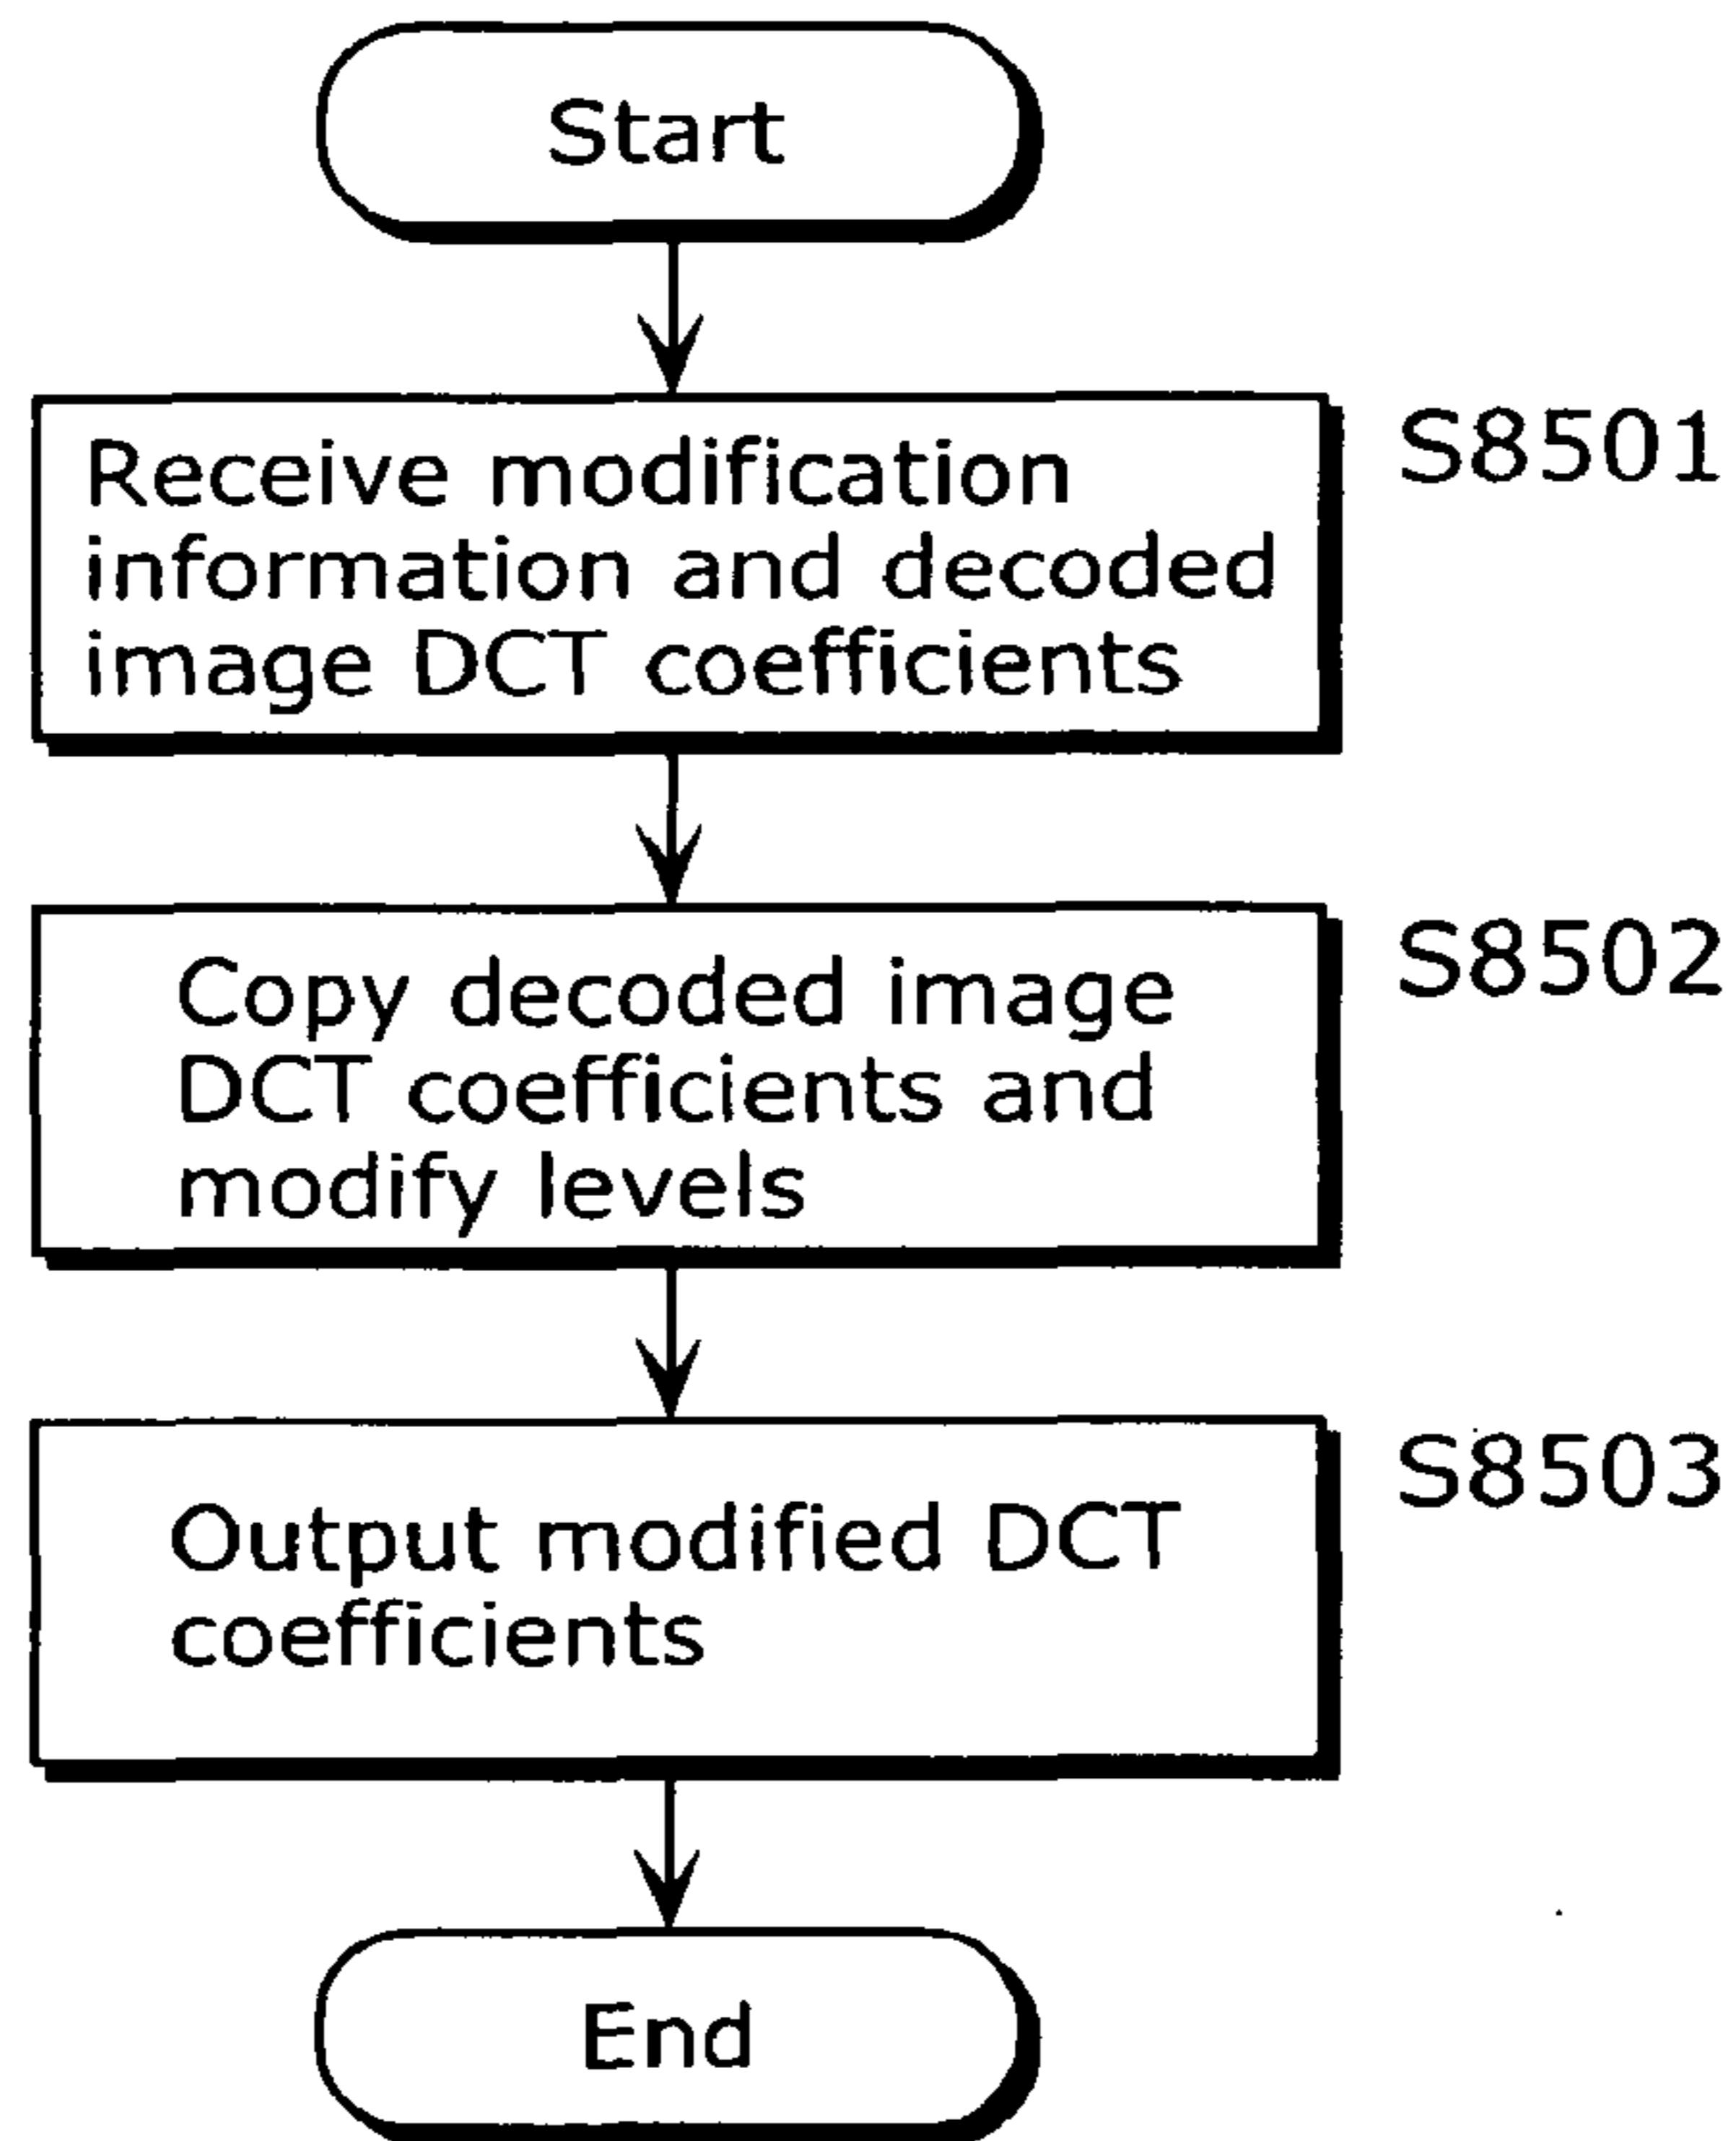 Start
Receive modification
information and decoded
image DCT coefficients
S8501
Copy decoded image
DCT coefficients and
modify levels
S8502
Output modified DCT
coefficients
S8503
End